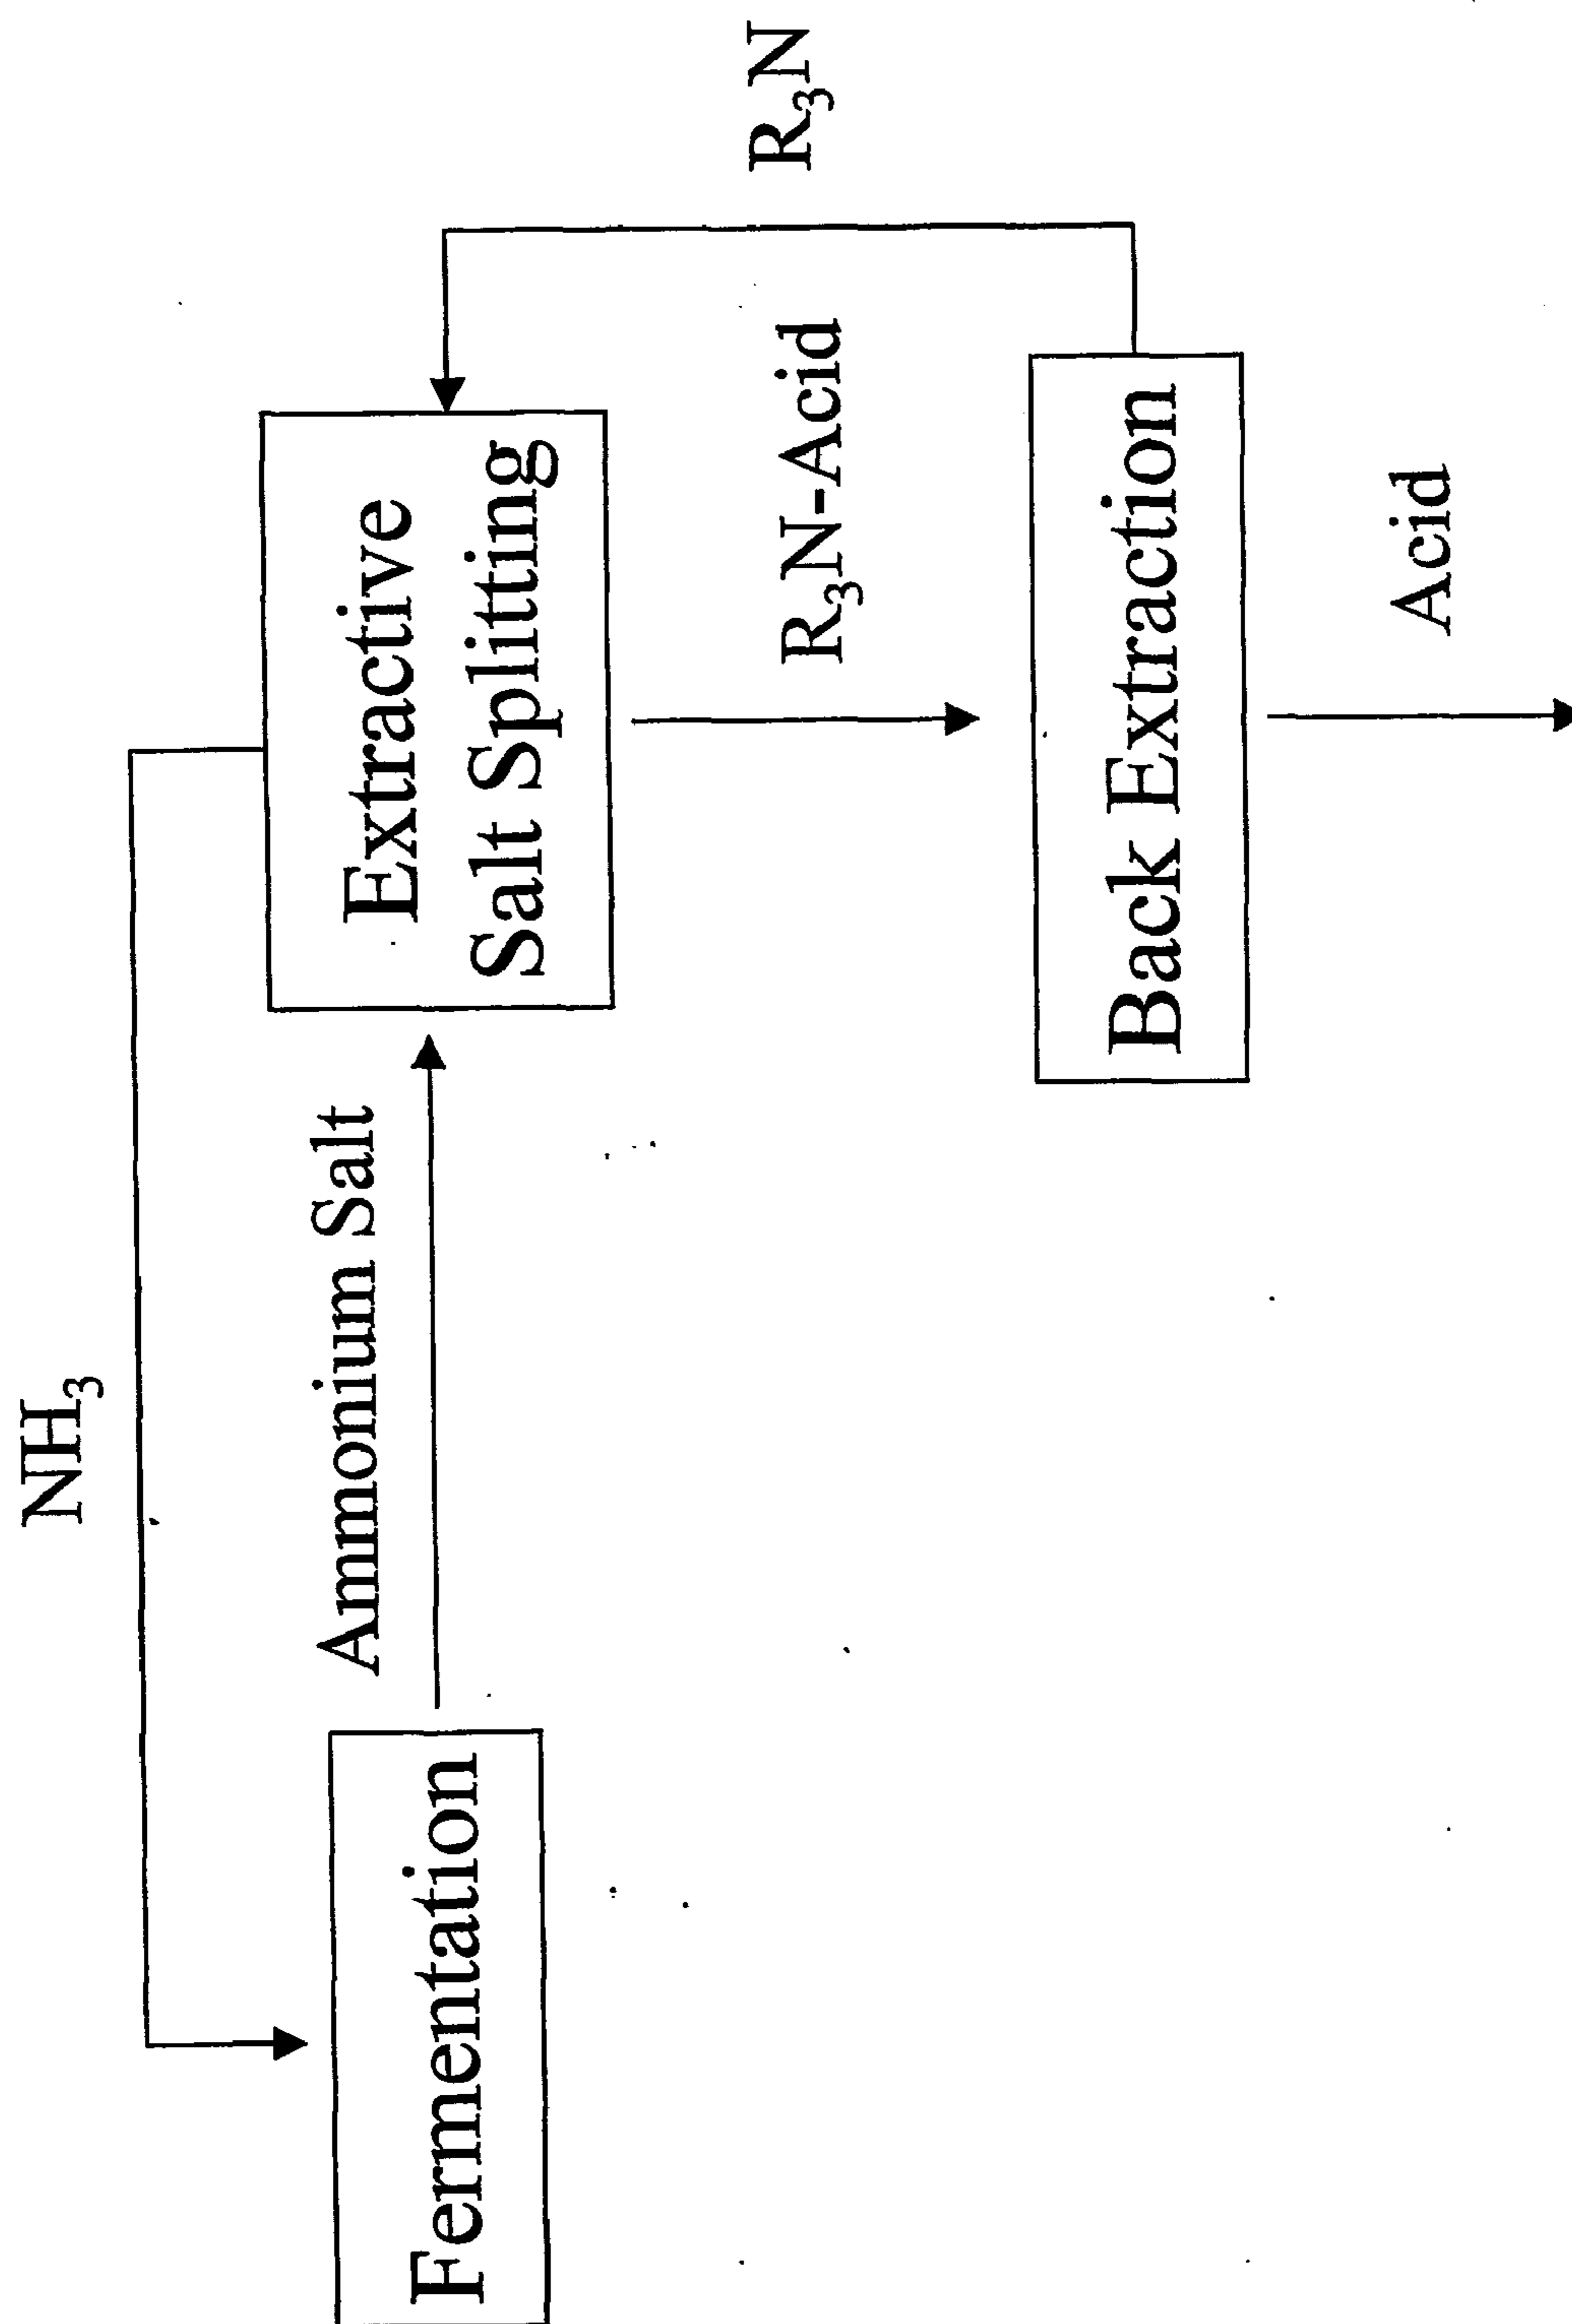 NH₃
Ammonium Salt
Fermentation
Extractive
Salt Splitting
R₃N-Acid
R₃N
Back Extraction
Acid